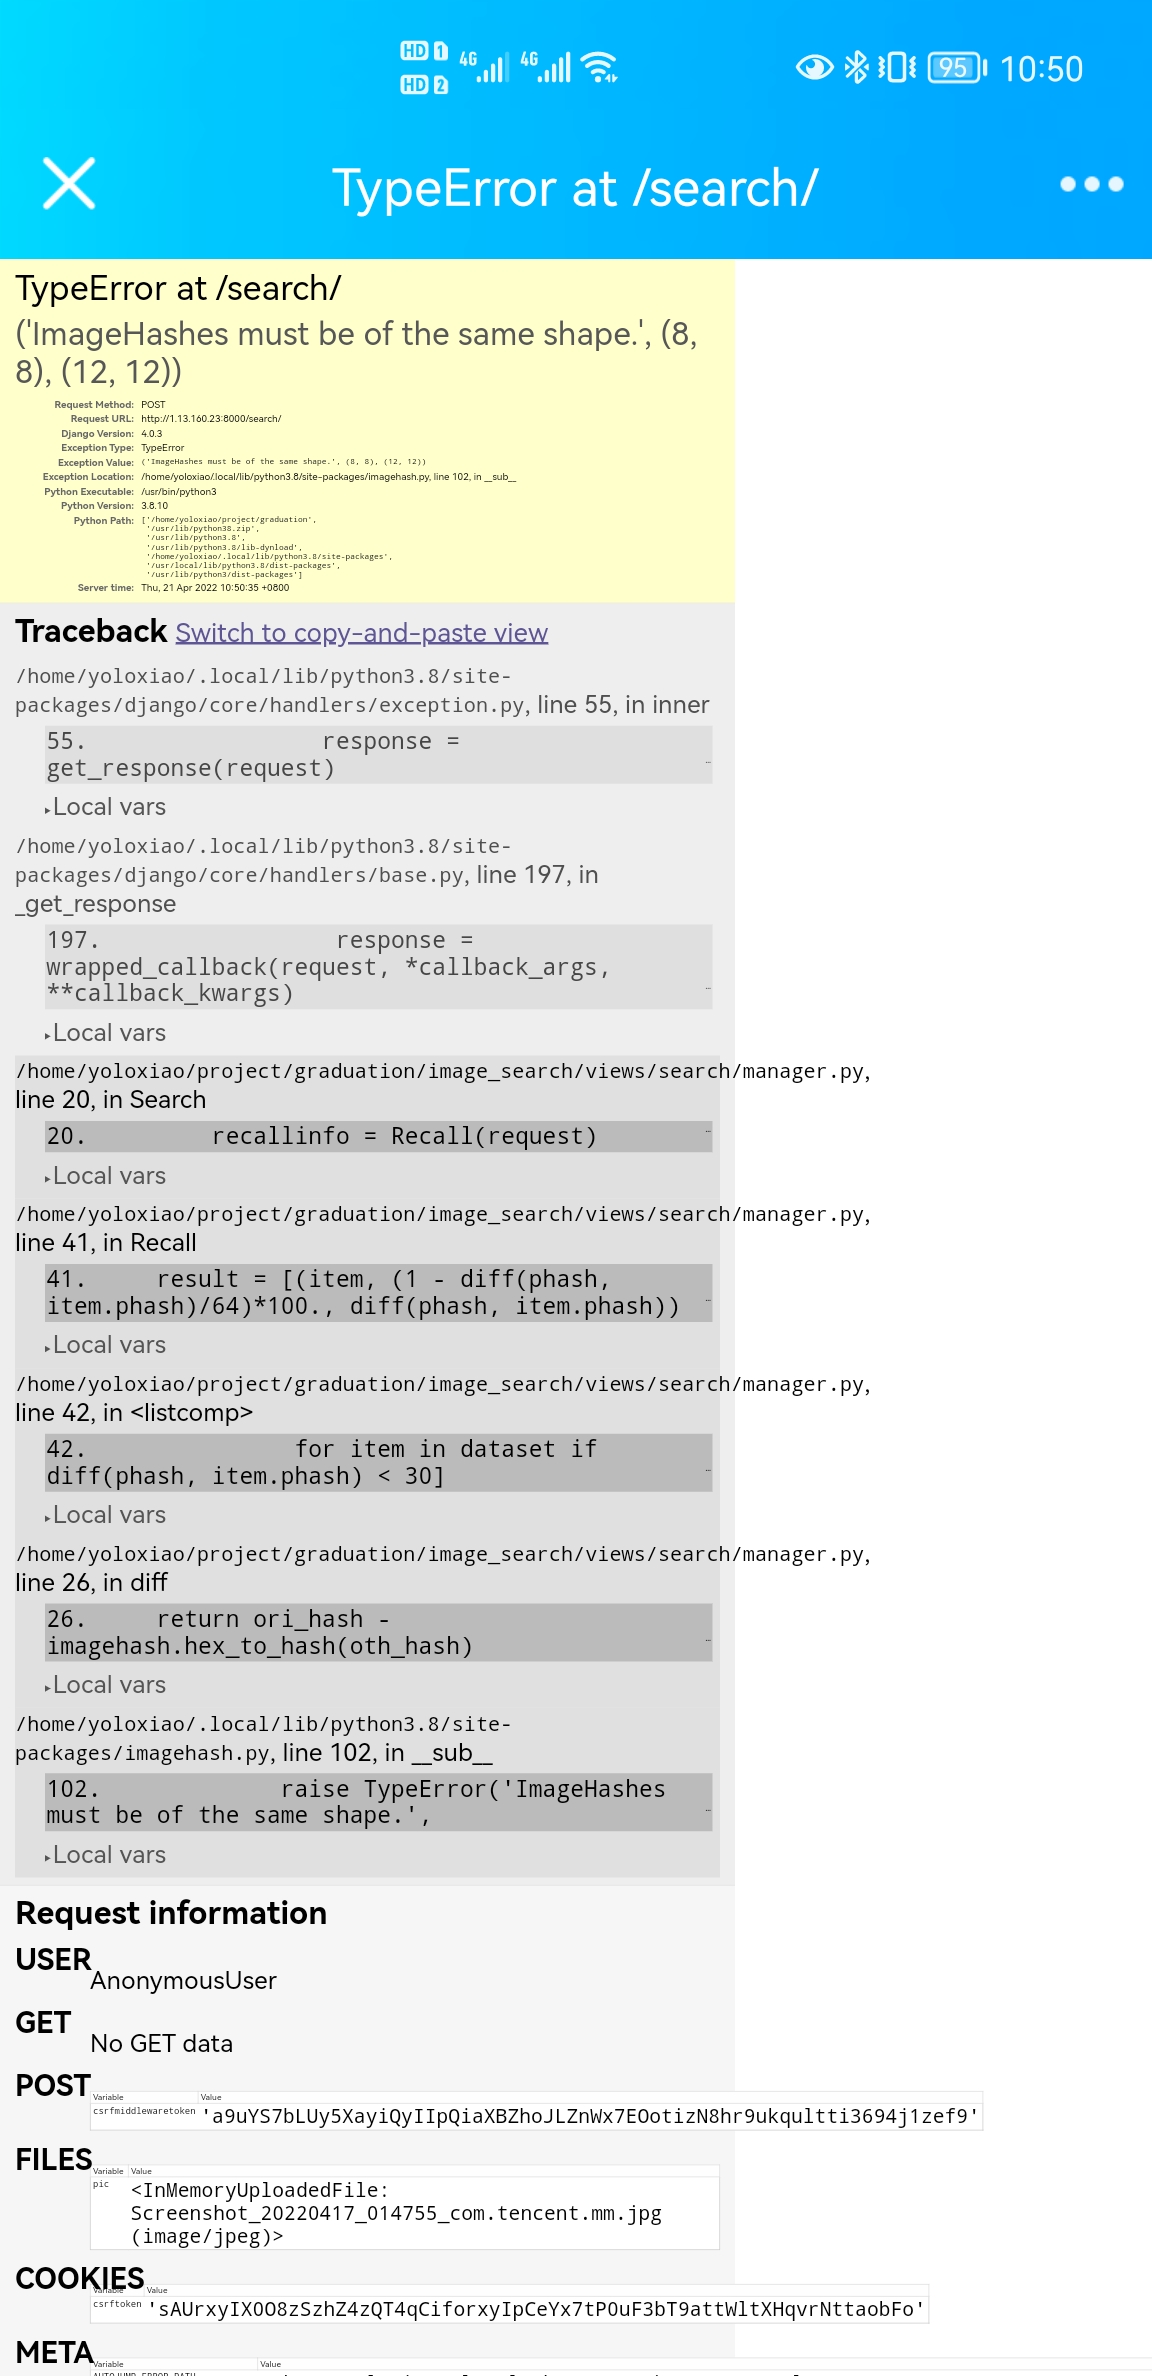 HD 1 4G 4G 95 10:50
HD 2
TypeError at /search/
TypeError at /search/
('ImageHashes must be of the same shape.', (8,
8), (12, 12))
Request Method: POST
Request URL: http://1.13.160.23:8000/search/
Django Version: 4.0.3
Exception Type: TypeError
Exception Value: ('ImageHashes must be of the same shape.', (8, 8), (12, 12))
Exception Location: /home/yoloxiao/.local/lib/python3.8/site-packages/imagehash.py, line 102, in __sub__
Python Executable: /usr/bin/python3
Python Version: 3.8.10
Python Path: ['/home/yoloxiao/project/graduation',
'/usr/lib/python38.zip',
'/usr/lib/python3.8',
'/usr/lib/python3.8/lib-dynload',
'/home/yoloxiao/.local/lib/python3.8/site-packages',
'/usr/local/lib/python3.8/dist-packages',
'/usr/lib/python3/dist-packages']
Server time: Thu, 21 Apr 2022 10:50:35 +0800
Traceback Switch to copy-and-paste view
/home/yoloxiao/.local/lib/python3.8/site-
packages/django/core/handlers/exception.py, line 55, in inner
55. response =
get_response(request) …
Local vars
/home/yoloxiao/.local/lib/python3.8/site-
packages/django/core/handlers/base.py, line 197, in
_get_response
197. response =
wrapped_callback(request, *callback_args,
**callback_kwargs) …
Local vars
/home/yoloxiao/project/graduation/image_search/views/search/manager.py,
line 20, in Search
20. recallinfo = Recall(request) …
Local vars
/home/yoloxiao/project/graduation/image_search/views/search/manager.py,
line 41, in Recall
41. result = [(item, (1 - diff(phash,
item.phash)/64)*100., diff(phash, item.phash)) …
Local vars
/home/yoloxiao/project/graduation/image_search/views/search/manager.py,
line 42, in <listcomp>
42. for item in dataset if
diff(phash, item.phash) < 30] …
Local vars
/home/yoloxiao/project/graduation/image_search/views/search/manager.py,
line 26, in diff
26. return ori_hash -
imagehash.hex_to_hash(oth_hash) …
Local vars
/home/yoloxiao/.local/lib/python3.8/site-
packages/imagehash.py, line 102, in __sub__
102. raise TypeError('ImageHashes
must be of the same shape.', …
Local vars
Request information
USER
AnonymousUser
GET
No GET data
POST
Variable Value
csrfmiddlewaretoken 'a9uYS7bLUy5XayiQyIIpQiaXBZhoJLZnWx7EOotizN8hr9ukqultti3694j1zef9'
FILES
Variable Value
pic <InMemoryUploadedFile:
Screenshot_20220417_014755_com.tencent.mm.jpg
(image/jpeg)>
COOKIES
Variable Value
csrftoken 'sAUrxyIX0O8zSzhZ4zQT4qCiforxyIpCeYx7tP0uF3bT9attWltXHqvrNttaobFo'
META
Variable Value